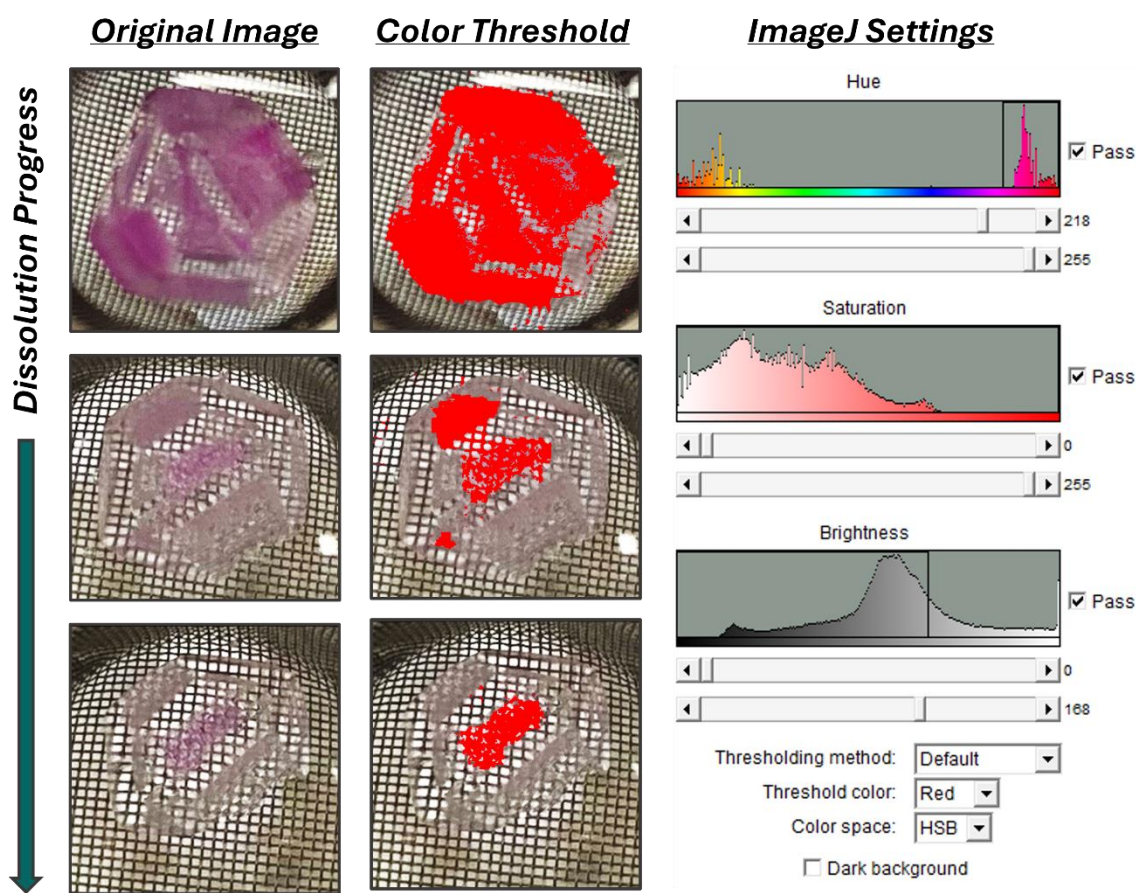 Original Image
Color Threshold
ImageJ Settings
Dissolution Progress
Hue
Pass
218
255
Saturation
Pass
0
255
Brightness
Pass
0
168
Thresholding method: Default
Threshold color: Red
Color space: HSB
Dark background